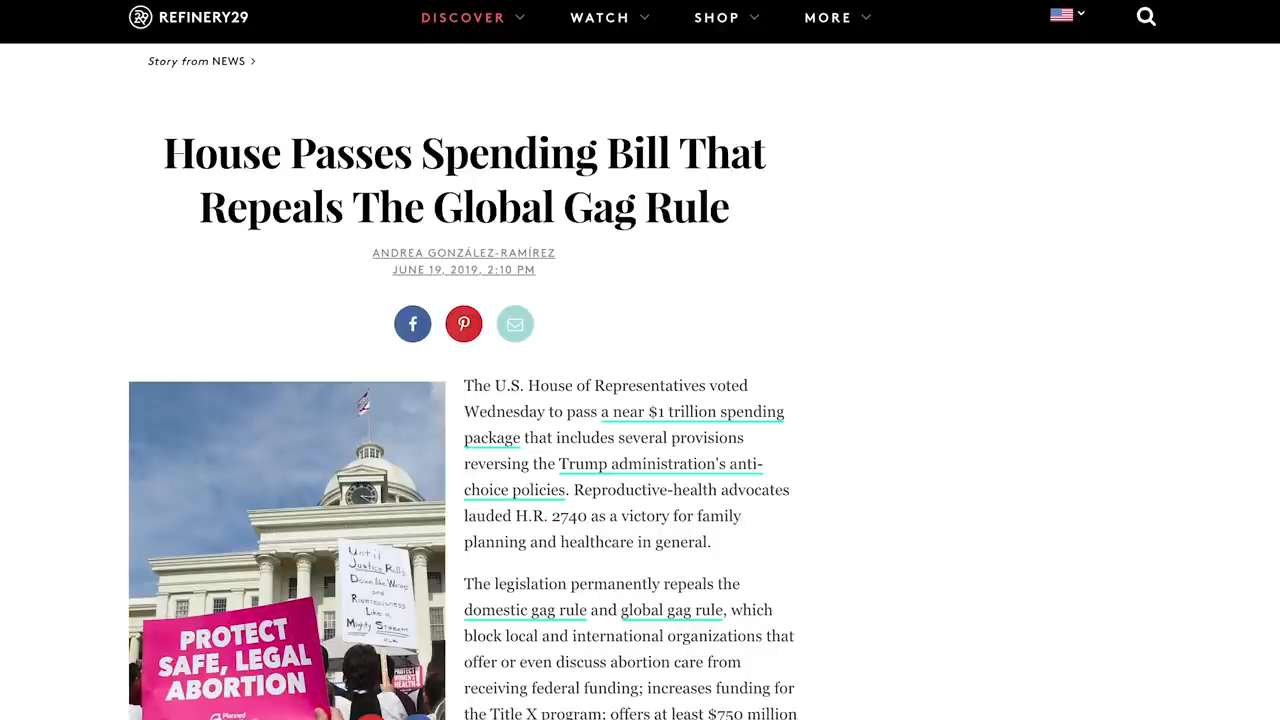 REFINERY29
DISCOVER
WATCH
SHOP
MORE
Story from NEWS >
House Passes Spending Bill That
Repeals The Global Gag Rule
ANDREA GONZÁLEZ-RAMÍREZ
JUNE 19, 2019, 2:10 PM
The U.S. House of Representatives voted
Wednesday to pass a near $1 trillion spending
package that includes several provisions
reversing the Trump administration's anti-
choice policies. Reproductive-health advocates
lauded H.R. 2740 as a victory for family
planning and healthcare in general.
The legislation permanently repeals the
domestic gag rule and global gag rule, which
block local and international organizations that
offer or even discuss abortion care from
receiving federal funding; increases funding for
the Title X program; offers at least $750 million
Until
Justice Rolls
Down like Waters
and
Righteousness
Like a
Mighty Stream
MLK
PROTECT
SAFE, LEGAL
ABORTION
Planned
PROTECT
WOMEN'S
HEALTH